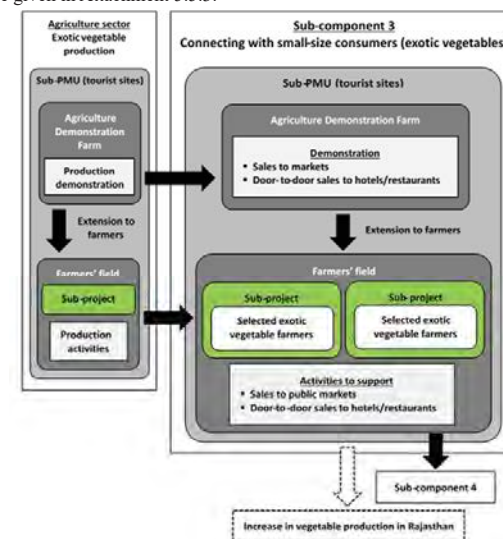 Agriculture sector
Exotic vegetable
production
Sub-PMU (tourist sites)
Agriculture
Demonstration
Farm
Production
demonstration
Extension to
farmers
Farmers' field
Sub-project
Production
activities
Sub-component 3
Connecting with small-size consumers (exotic vegetables
Sub-PMU (tourist sites)
Agriculture Demonstration Farm
Demonstration
▪ Sales to markets
▪ Door-to-door sales to hotels/restaurants
Extension to farmers
Farmers' field
Sub-project
Selected exotic
vegetable farmers
Sub-project
Selected exotic
vegetable farmers
Activities to support
▪ Sales to public markets
▪ Door-to-door sales to hotels/restaurants
Sub-component 4
Increase in vegetable production in Rajasthan